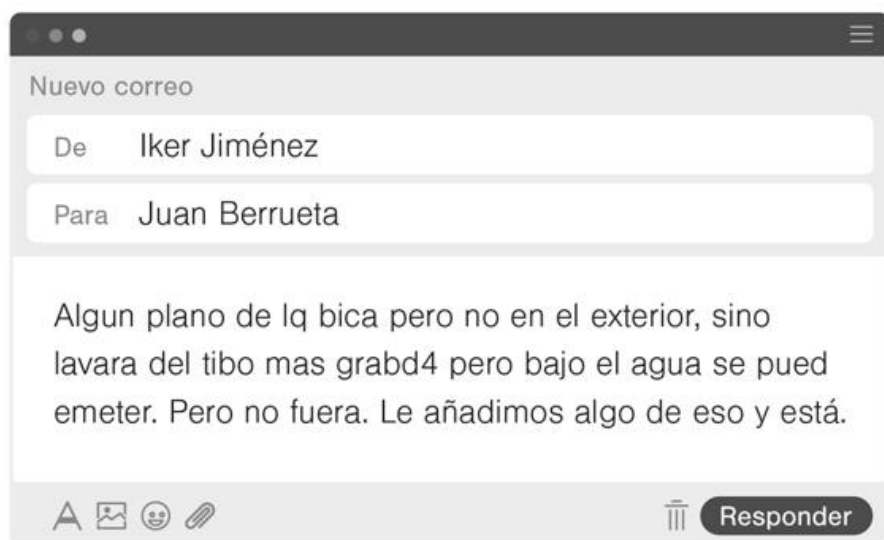 Nuevo correo
De Iker Jiménez
Para Juan Berrueta
Algun plano de lq bica pero no en el exterior, sino
lavara del tibo mas grabd4 pero bajo el agua se pued
emeter. Pero no fuera. Le añadimos algo de eso y está.
Responder